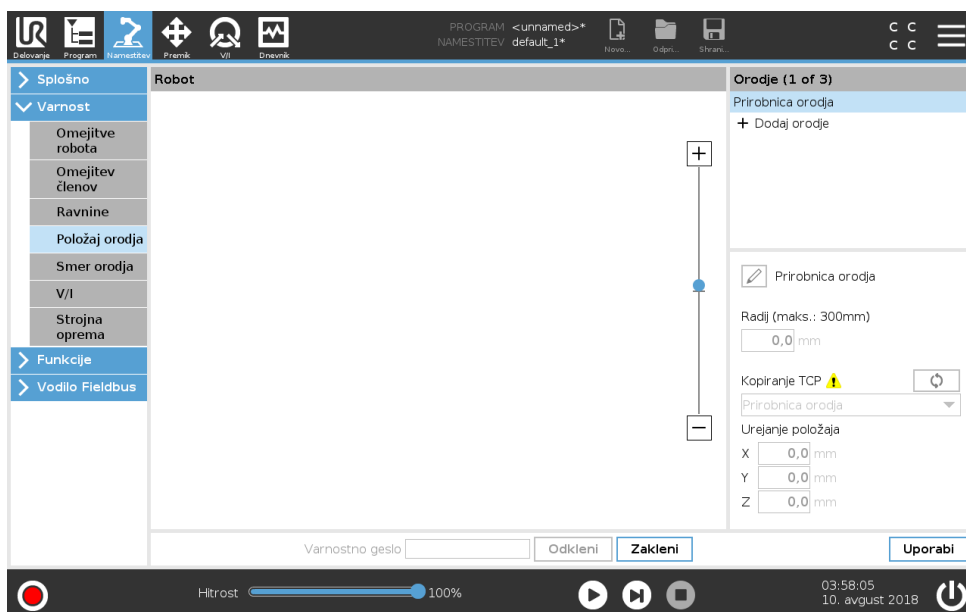 PROGRAM <unnamed>*
NAMESTITEV default_1*
Novo...
Odpri...
Shrani...
C C
C C
Delovanje
Program
Namestitev
Premik
V/I
Dnevnik
Splošno
Varnost
Omejitve
robota
Omejitev
členov
Ravnine
Položaj orodja
Smer orodja
V/I
Strojna
oprema
Funkcije
Vodilo Fieldbus
Robot
Orodje (1 of 3)
Prirobnica orodja
+ Dodaj orodje
Prirobnica orodja
Radij (maks.: 300mm)
0,0 mm
Kopiranje TCP
Prirobnica orodja
Urejanje položaja
X 0,0 mm
Y 0,0 mm
Z 0,0 mm
Varnostno geslo
Odkleni
Zakleni
Uporabi
Hitrost
100%
03:58:05
10. avgust 2018